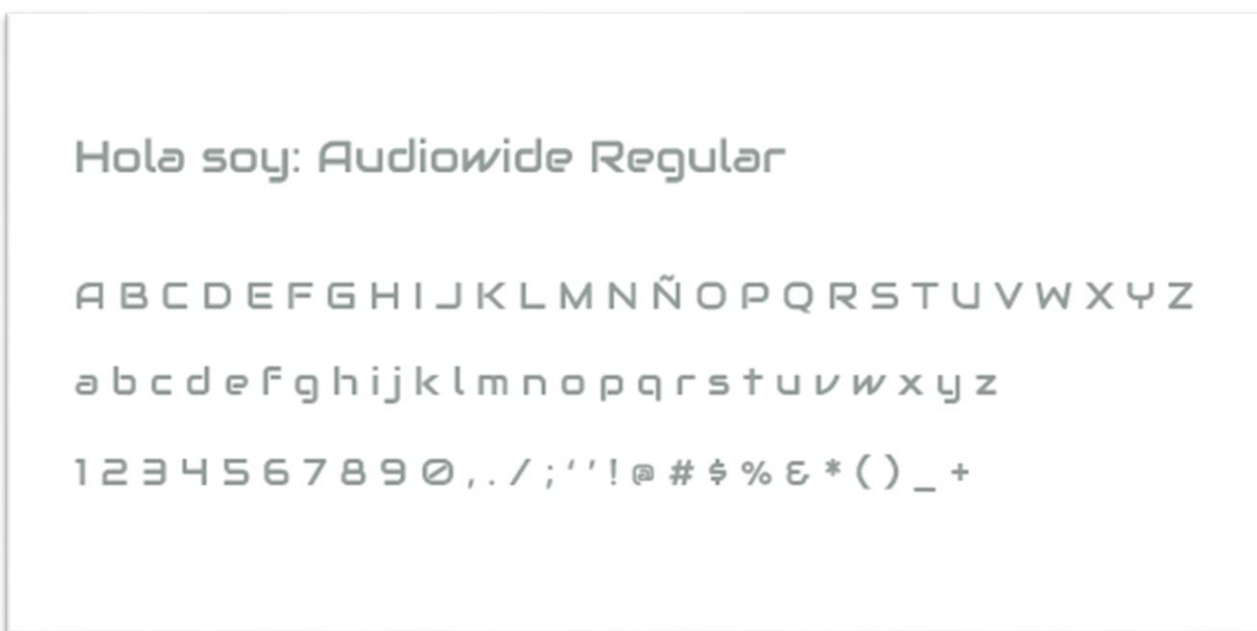 Hola soy: Audiowide Regular
A B C D E F G H I J K L M N Ñ O P Q R S T U V W X Y Z
a b c d e f g h i j k l m n o p q r s t u v w x y z
1 2 3 4 5 6 7 8 9 0 , . / ; ‘ ’ ! @ # $ % & * ( ) _ +